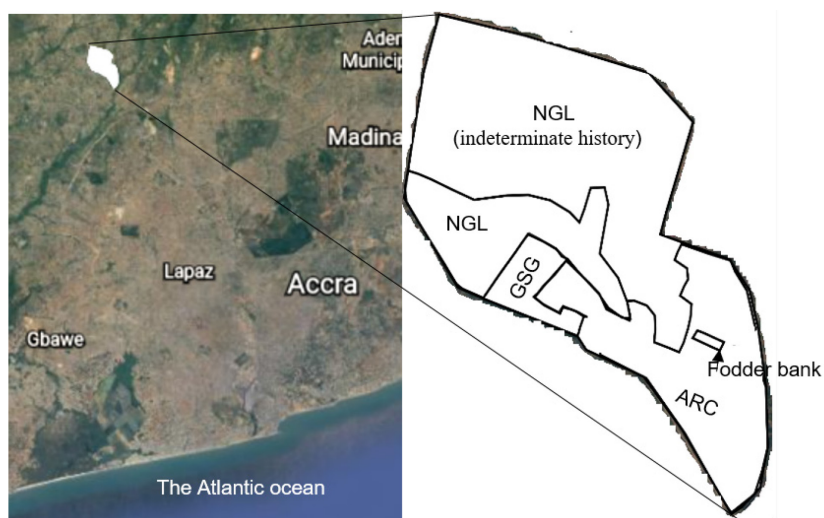 Aden
Municip
Madina
Lapaz
Accra
Gbawe
The Atlantic ocean
NGL
(indeterminate history)
NGL
GSG
Fodder bank
ARC